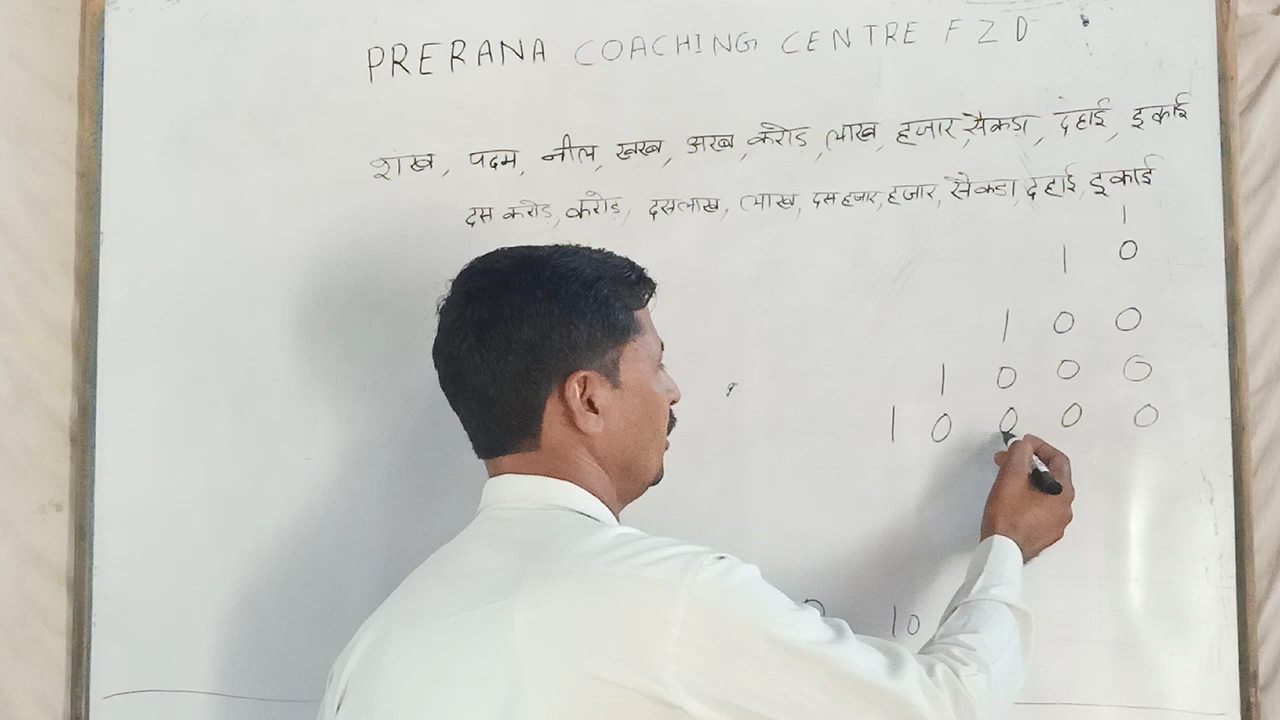 PRERANA COACHING CENTRE FZD
शंख, पदम, नील, खरब, अरब, करोड, लाख, हजार, सैकडा, दहाई, इकाई
दस करोड, करोड, दसलाख, लाख, दस हजार, हजार, सैकडा, दहाई, इकाई
1
1 0
1 0 0
1 0 0 0
1 0 0 0 0
10